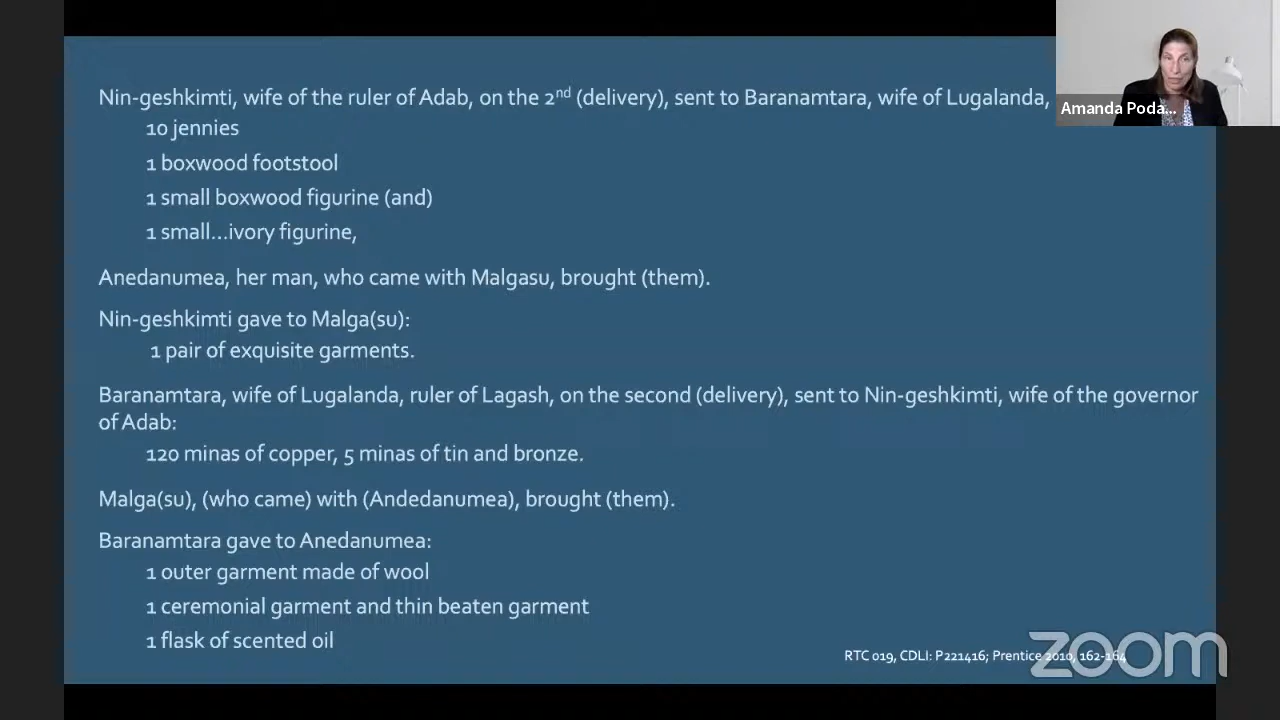 Nin-geshkimti, wife of the ruler of Adab, on the 2nd (delivery), sent to Baranamtara, wife of Lugalanda,
10 jennies
1 boxwood footstool
1 small boxwood figurine (and)
1 small...ivory figurine,
Anedanumea, her man, who came with Malgasu, brought (them).
Nin-geshkimti gave to Malga(su):
1 pair of exquisite garments.
Baranamtara, wife of Lugalanda, ruler of Lagash, on the second (delivery), sent to Nin-geshkimti, wife of the governor
of Adab:
120 minas of copper, 5 minas of tin and bronze.
Malga(su), (who came) with (Andedanumea), brought (them).
Baranamtara gave to Anedanumea:
1 outer garment made of wool
1 ceremonial garment and thin beaten garment
1 flask of scented oil
RTC 019, CDLI: P221416; Prentice 2010, 162-164
Amanda Poda...
zoom